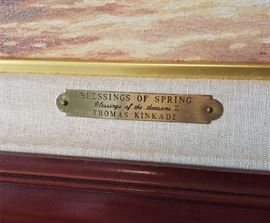 BLESSINGS OF SPRING
Blessings of the Seasons II
THOMAS KINKADE